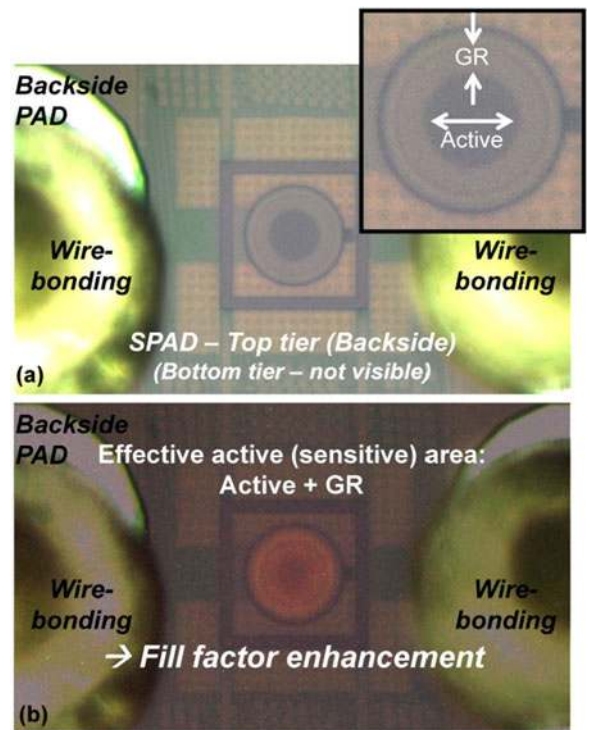 GR
Active
Backside
PAD
Wire-
bonding
Wire-
bonding
SPAD – Top tier (Backside)
(Bottom tier – not visible)
(a)
Backside
PAD
Effective active (sensitive) area:
Active + GR
Wire-
bonding
Wire-
bonding
→ Fill factor enhancement
(b)